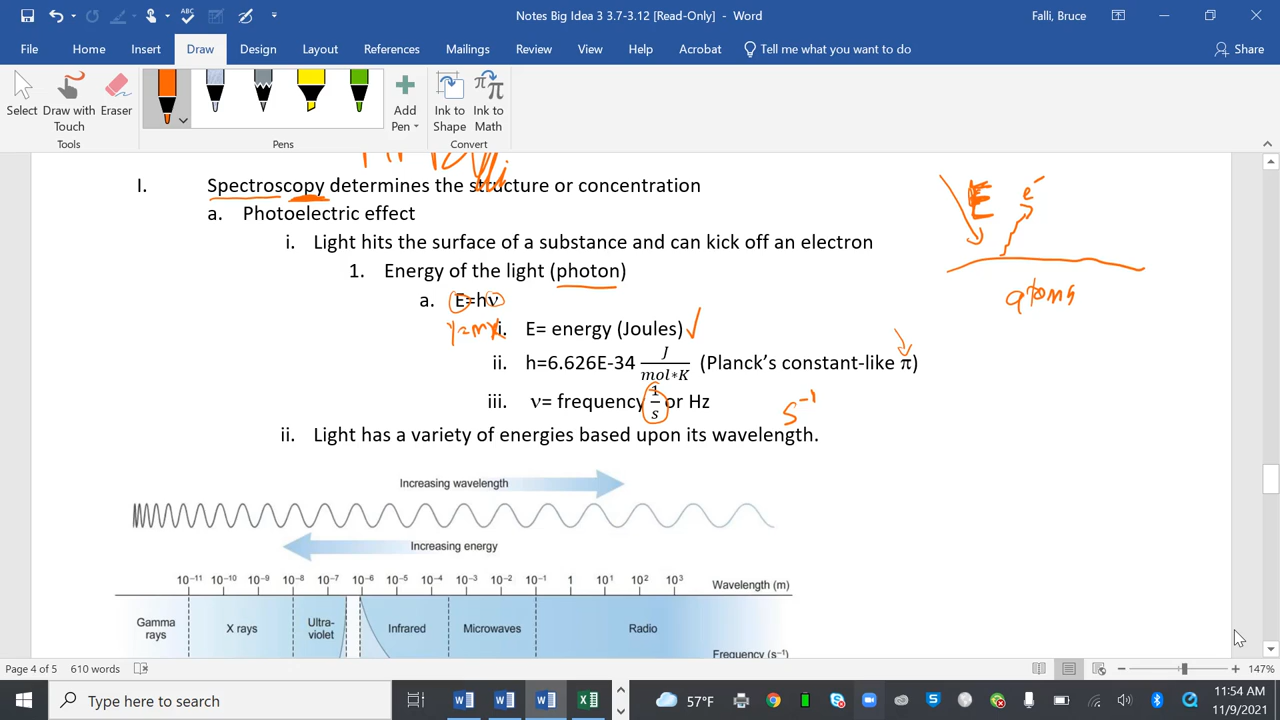 Notes Big Idea 3 3.7-3.12 [Read-Only] - Word
Falli, Bruce
File Home Insert Draw Design Layout References Mailings Review View Help Acrobat Tell me what you want to do Share
Select
Draw with Touch
Eraser
Add Pen
Ink to Shape
Ink to Math
Tools
Pens
Convert
I. Spectroscopy determines the structure or concentration
a. Photoelectric effect
i. Light hits the surface of a substance and can kick off an electron
1. Energy of the light (photon)
a. E=hν
y=mx
i. E= energy (Joules)
ii. h=6.626E-34 J/mol*K (Planck's constant-like π)
iii. ν= frequency 1/s or Hz
s⁻¹
ii. Light has a variety of energies based upon its wavelength.
E e⁻
atoms
Increasing wavelength
Increasing energy
10⁻¹¹ 10⁻¹⁰ 10⁻⁹ 10⁻⁸ 10⁻⁷ 10⁻⁶ 10⁻⁵ 10⁻⁴ 10⁻³ 10⁻² 10⁻¹ 1 10¹ 10² 10³ Wavelength (m)
Gamma rays
X rays
Ultra-violet
Infrared
Microwaves
Radio
Frequency (s⁻¹)
Page 4 of 5 610 words
147%
Type here to search
57°F
11:54 AM
11/9/2021